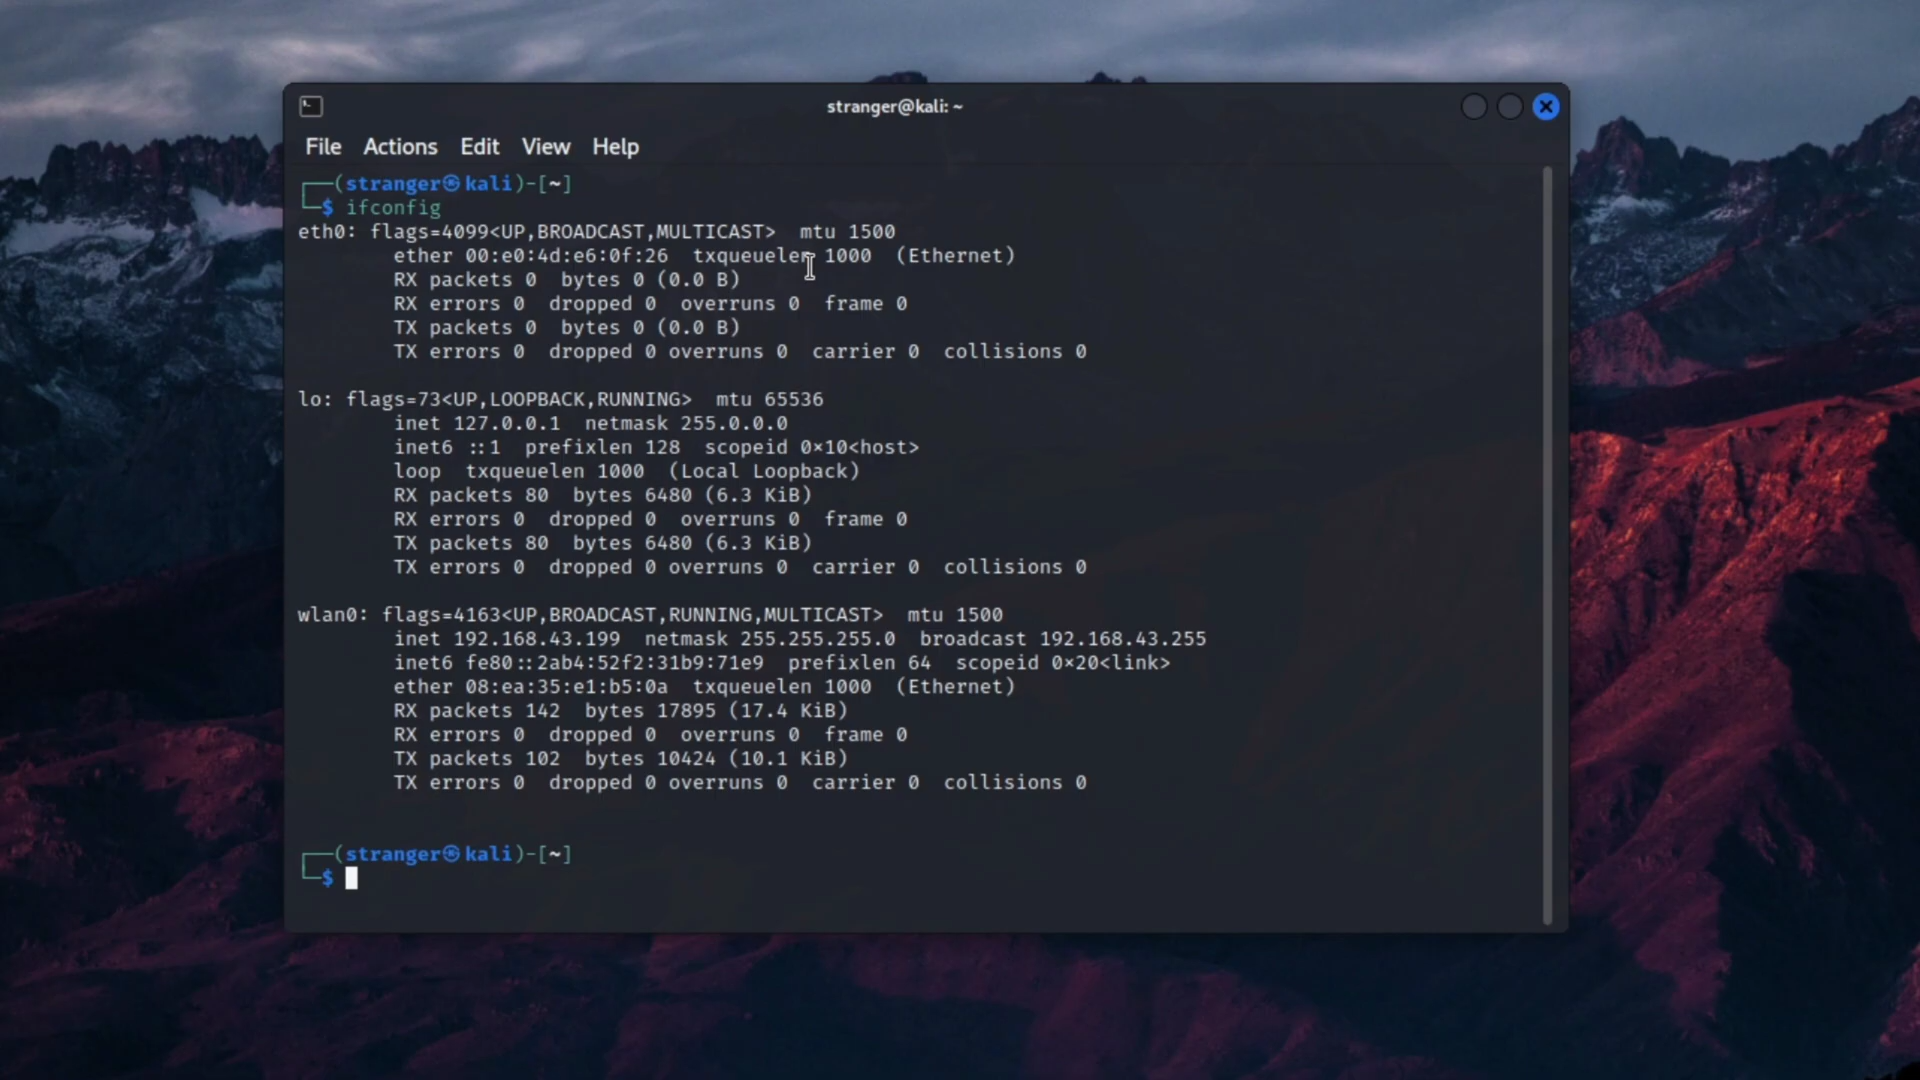 stranger@kali: ~
File Actions Edit View Help
┌──(stranger㉿kali)-[~]
└─$ ifconfig
eth0: flags=4099<UP,BROADCAST,MULTICAST>  mtu 1500
        ether 00:e0:4d:e6:0f:26  txqueuelen 1000  (Ethernet)
        RX packets 0  bytes 0 (0.0 B)
        RX errors 0  dropped 0  overruns 0  frame 0
        TX packets 0  bytes 0 (0.0 B)
        TX errors 0  dropped 0 overruns 0  carrier 0  collisions 0

lo: flags=73<UP,LOOPBACK,RUNNING>  mtu 65536
        inet 127.0.0.1  netmask 255.0.0.0
        inet6 ::1  prefixlen 128  scopeid 0×10<host>
        loop  txqueuelen 1000  (Local Loopback)
        RX packets 80  bytes 6480 (6.3 KiB)
        RX errors 0  dropped 0  overruns 0  frame 0
        TX packets 80  bytes 6480 (6.3 KiB)
        TX errors 0  dropped 0 overruns 0  carrier 0  collisions 0

wlan0: flags=4163<UP,BROADCAST,RUNNING,MULTICAST>  mtu 1500
        inet 192.168.43.199  netmask 255.255.255.0  broadcast 192.168.43.255
        inet6 fe80::2ab4:52f2:31b9:71e9  prefixlen 64  scopeid 0×20<link>
        ether 08:ea:35:e1:b5:0a  txqueuelen 1000  (Ethernet)
        RX packets 142  bytes 17895 (17.4 KiB)
        RX errors 0  dropped 0  overruns 0  frame 0
        TX packets 102  bytes 10424 (10.1 KiB)
        TX errors 0  dropped 0 overruns 0  carrier 0  collisions 0

┌──(stranger㉿kali)-[~]
└─$